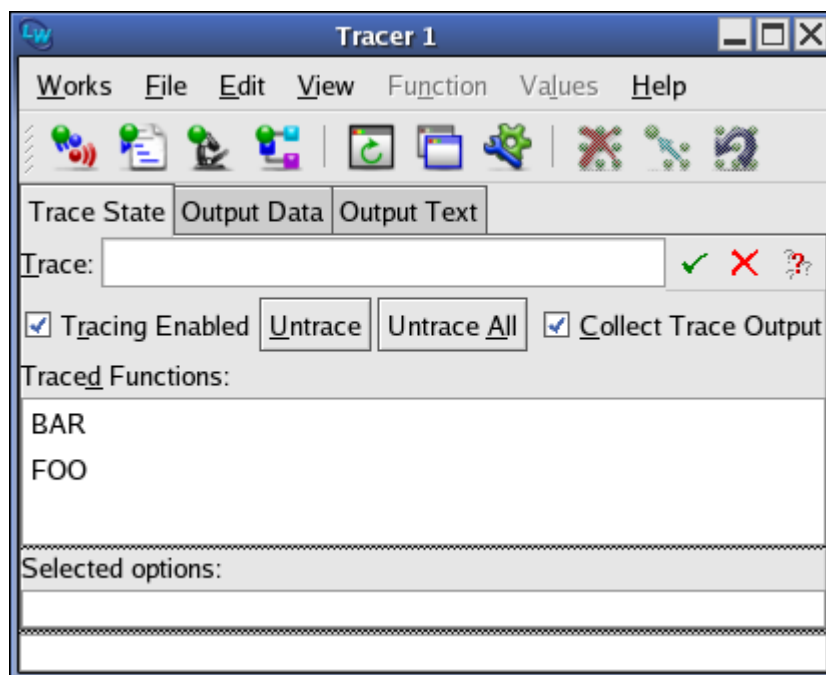 LW Tracer 1
Works File Edit View Function Values Help
Trace State Output Data Output Text
Trace:
Tracing Enabled Untrace Untrace All Collect Trace Output
Traced Functions:
BAR
FOO
Selected options: